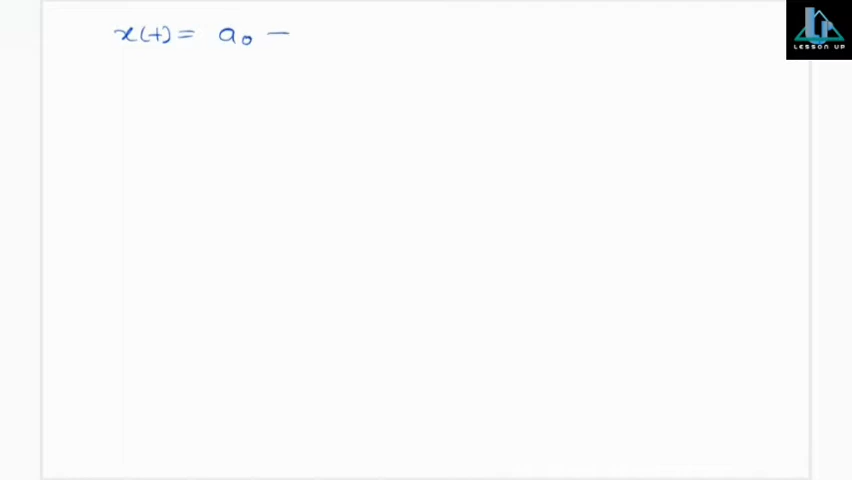 x(t) = a₀ −
LESSON UP